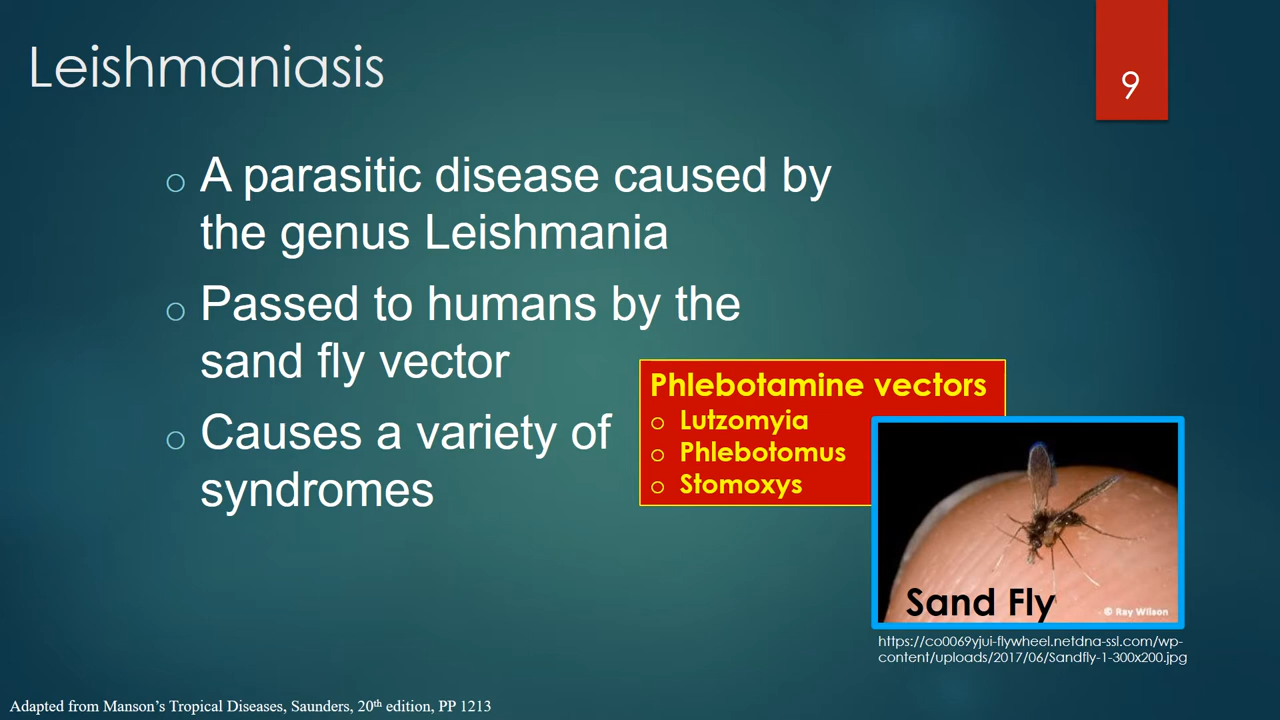 Leishmaniasis
9
o A parasitic disease caused by
the genus Leishmania
o Passed to humans by the
sand fly vector
o Causes a variety of
syndromes
Phlebotamine vectors
o Lutzomyia
o Phlebotomus
o Stomoxys
Sand Fly
© Ray Wilson
https://co0069yjui-flywheel.netdna-ssl.com/wp-
content/uploads/2017/06/Sandfly-1-300x200.jpg
Adapted from Manson's Tropical Diseases, Saunders, 20th edition, PP 1213